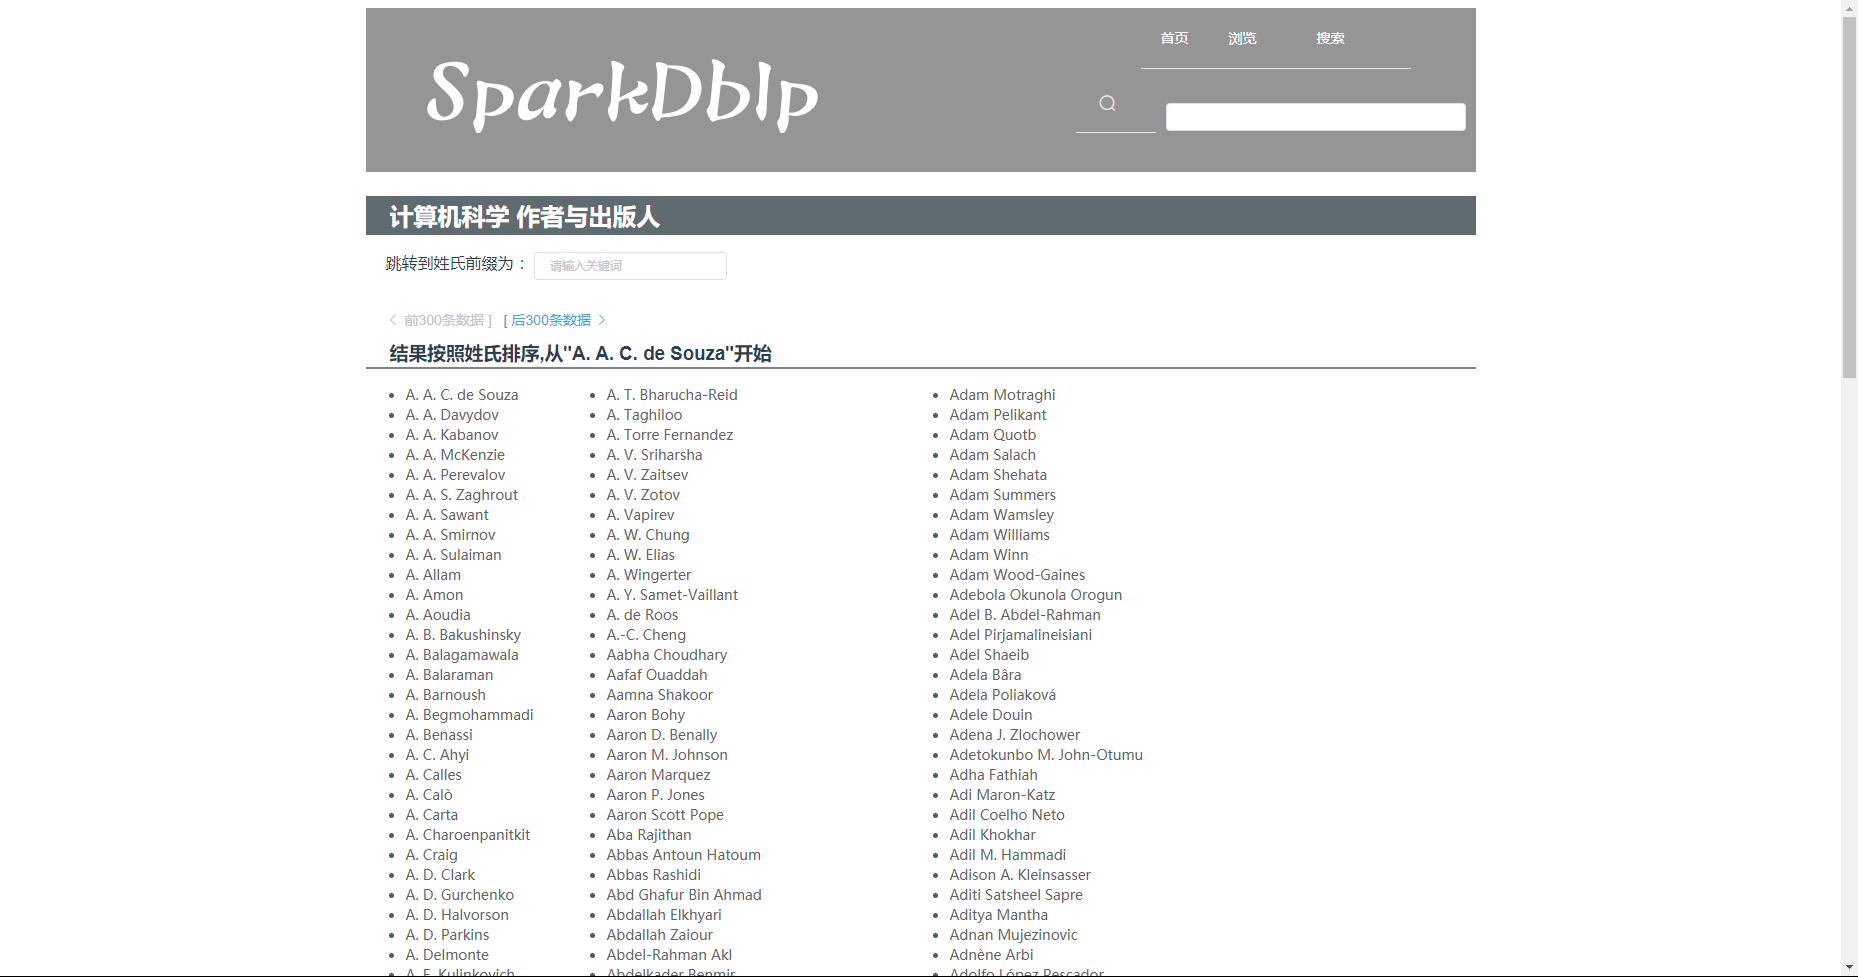 SparkDblp
首页 浏览 搜索
计算机科学 作者与出版人
跳转到姓氏前缀为： 请输入关键词
< 前300条数据 ] [ 后300条数据 >
结果按照姓氏排序,从"A. A. C. de Souza"开始
A. A. C. de Souza
A. A. Davydov
A. A. Kabanov
A. A. McKenzie
A. A. Perevalov
A. A. S. Zaghrout
A. A. Sawant
A. A. Smirnov
A. A. Sulaiman
A. Allam
A. Amon
A. Aoudia
A. B. Bakushinsky
A. Balagamawala
A. Balaraman
A. Barnoush
A. Begmohammadi
A. Benassi
A. C. Ahyi
A. Calles
A. Calò
A. Carta
A. Charoenpanitkit
A. Craig
A. D. Clark
A. D. Gurchenko
A. D. Halvorson
A. D. Parkins
A. Delmonte
A. E. Kulinkovich
A. T. Bharucha-Reid
A. Taghiloo
A. Torre Fernandez
A. V. Sriharsha
A. V. Zaitsev
A. V. Zotov
A. Vapirev
A. W. Chung
A. W. Elias
A. Wingerter
A. Y. Samet-Vaillant
A. de Roos
A.-C. Cheng
Aabha Choudhary
Aafaf Ouaddah
Aamna Shakoor
Aaron Bohy
Aaron D. Benally
Aaron M. Johnson
Aaron Marquez
Aaron P. Jones
Aaron Scott Pope
Aba Rajithan
Abbas Antoun Hatoum
Abbas Rashidi
Abd Ghafur Bin Ahmad
Abdallah Elkhyari
Abdallah Zaiour
Abdel-Rahman Akl
Abdelkader Benmir
Adam Motraghi
Adam Pelikant
Adam Quotb
Adam Salach
Adam Shehata
Adam Summers
Adam Wamsley
Adam Williams
Adam Winn
Adam Wood-Gaines
Adebola Okunola Orogun
Adel B. Abdel-Rahman
Adel Pirjamalineisiani
Adel Shaeib
Adela Bâra
Adela Poliaková
Adele Douin
Adena J. Zlochower
Adetokunbo M. John-Otumu
Adha Fathiah
Adi Maron-Katz
Adil Coelho Neto
Adil Khokhar
Adil M. Hammadi
Adison A. Kleinsasser
Aditi Satsheel Sapre
Aditya Mantha
Adnan Mujezinovic
Adnène Arbi
Adolfo López Pescador